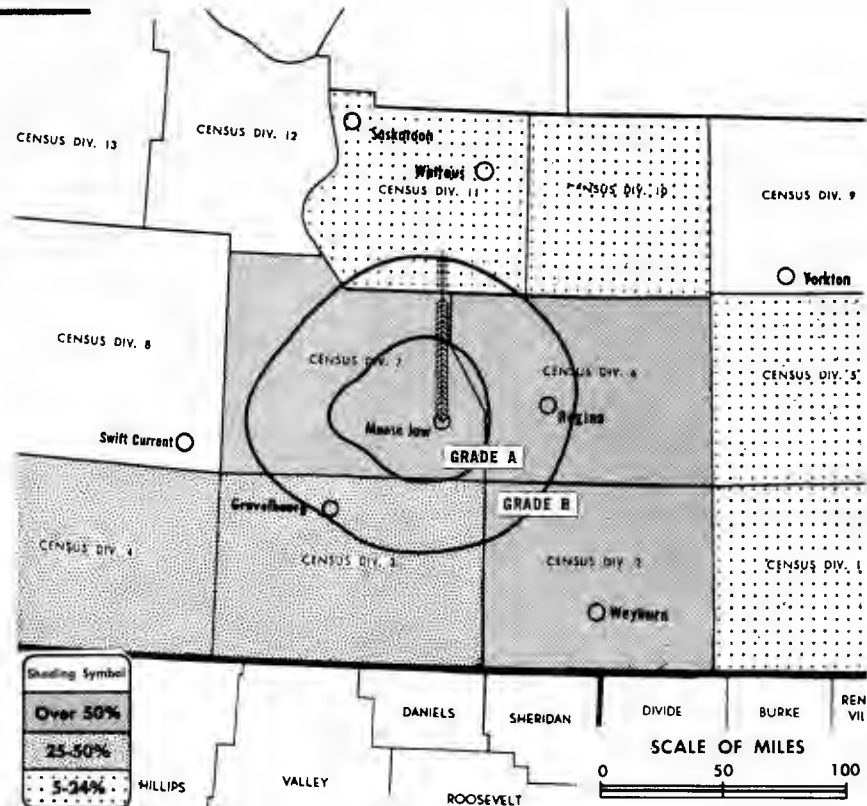 CENSUS DIV. 13
CENSUS DIV. 12
Saskatoon
Watrous
CENSUS DIV. 11
CENSUS DIV. 10
CENSUS DIV. 9
Yorkton
CENSUS DIV. 8
CENSUS DIV. 7
CENSUS DIV. 6
CENSUS DIV. 5
Swift Current
Moose Jaw
Regina
GRADE A
GRADE B
Gravelbourg
CENSUS DIV. 4
CENSUS DIV. 3
CENSUS DIV. 2
CENSUS DIV. 1
Weyburn
Shading Symbol
Over 50%
25-50%
5-24%
HILLIPS
VALLEY
DANIELS
ROOSEVELT
SHERIDAN
DIVIDE
BURKE
REN
VIL
SCALE OF MILES
0 50 100